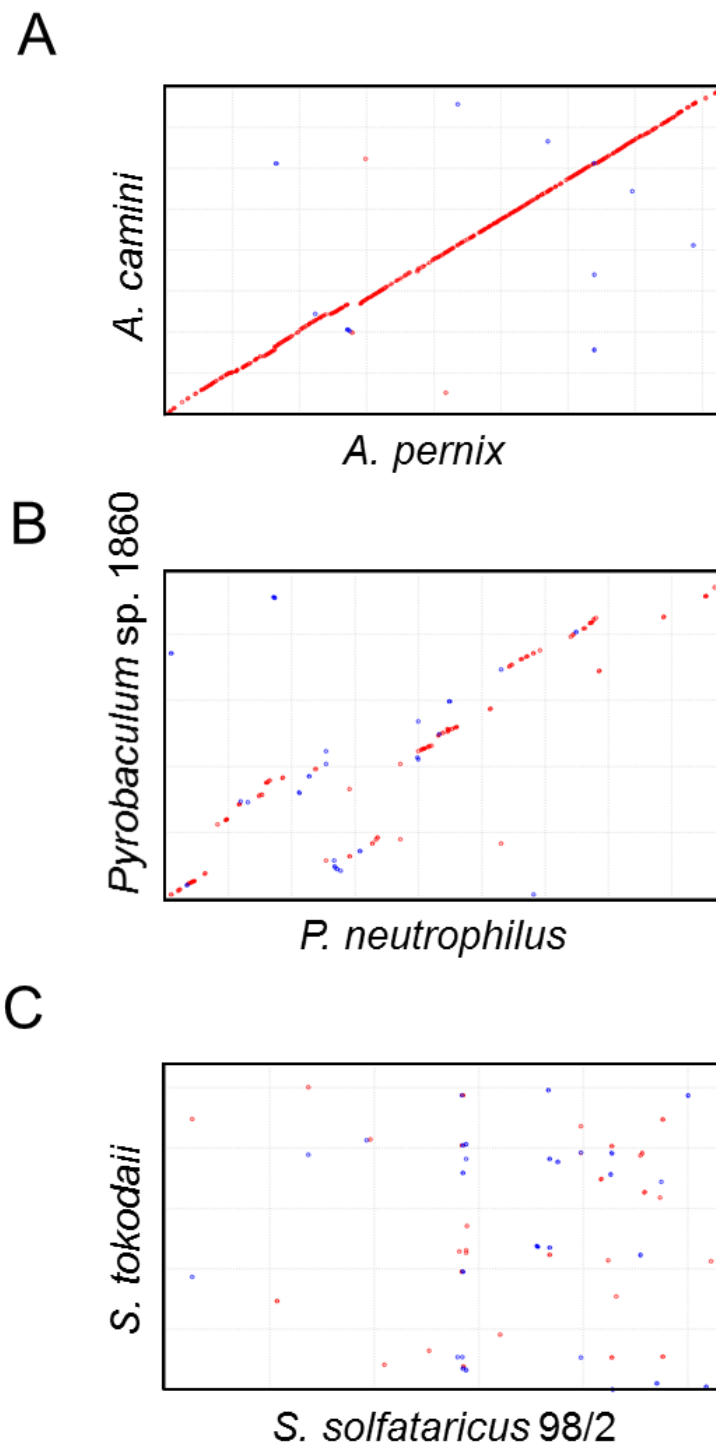 A
A. camini
A. pernix
B
Pyrobaculum sp. 1860
P. neutrophilus
C
S. tokodaii
S. solfataricus 98/2